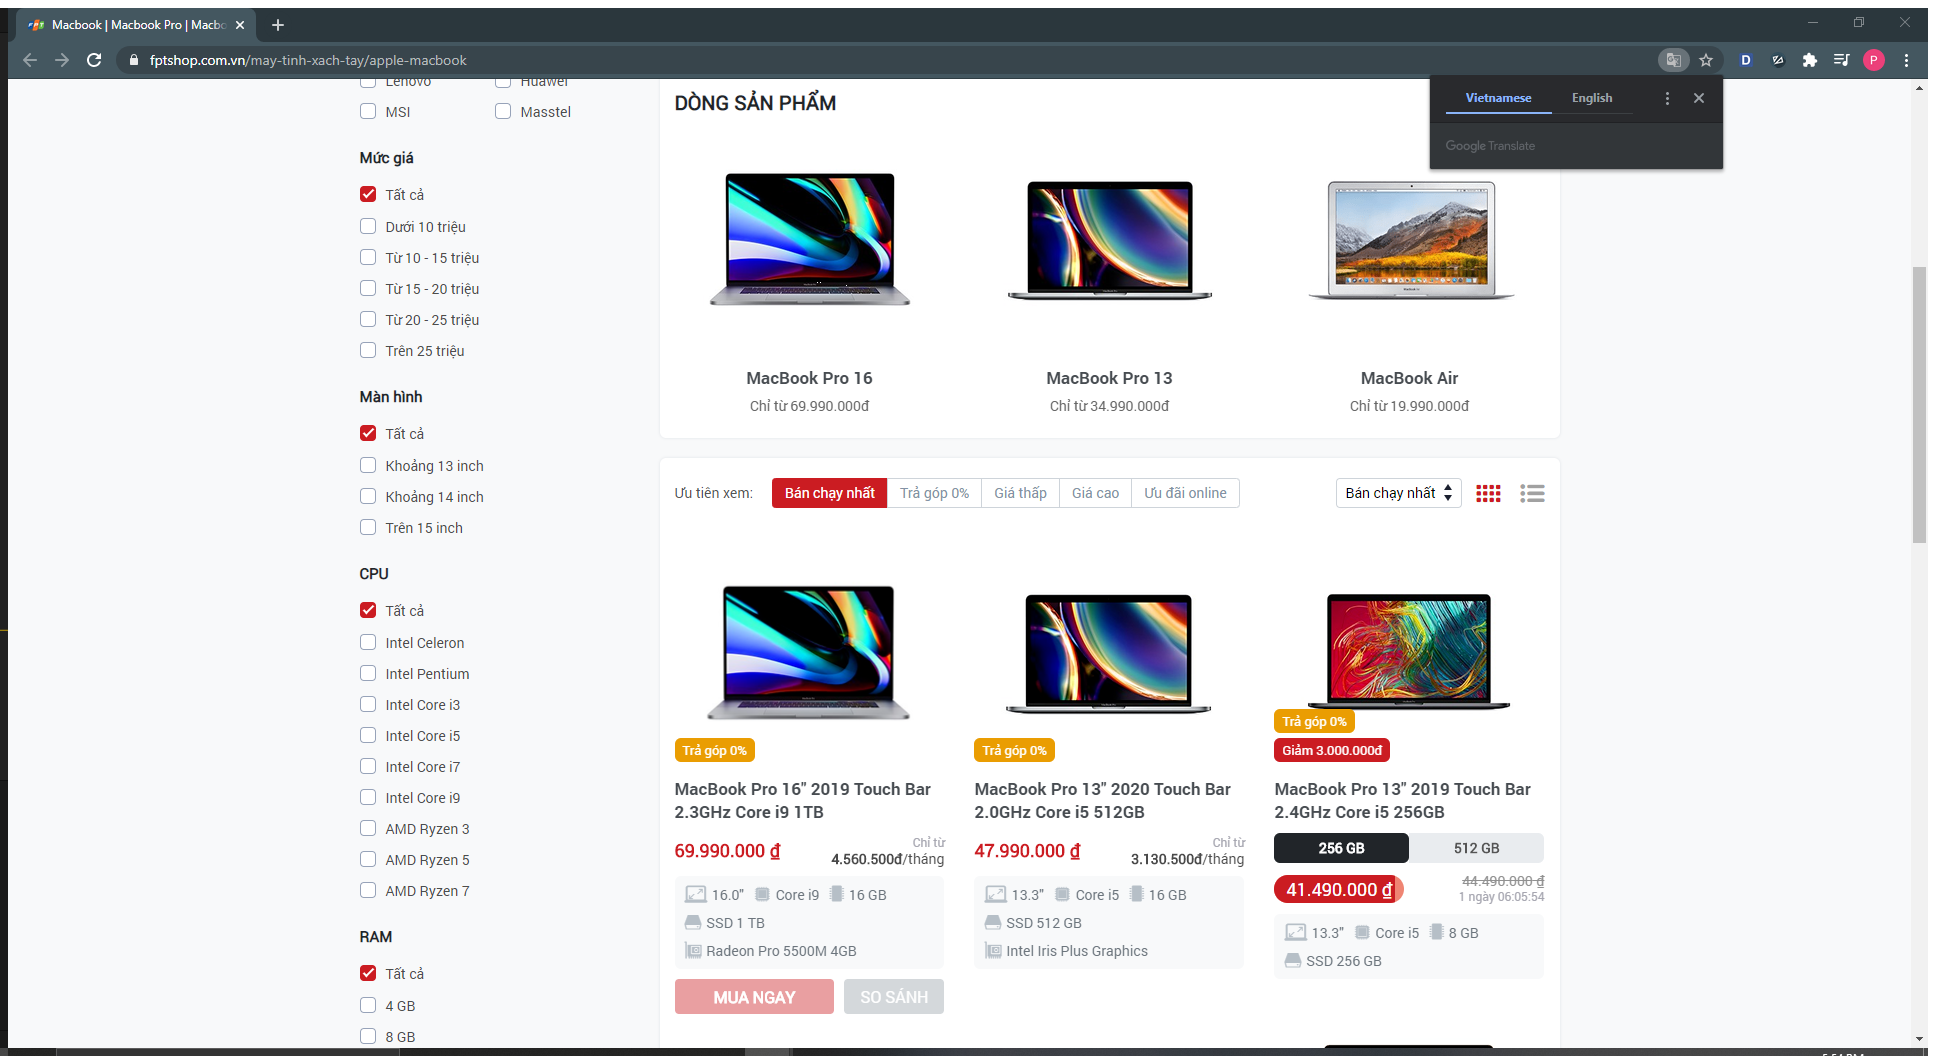 Macbook | Macbook Pro | Macbo
fptshop.com.vn/may-tinh-xach-tay/apple-macbook
D
P
Vietnamese English
Google Translate
Lenovo Huawei
MSI Masstel
Mức giá
Tất cả
Dưới 10 triệu
Từ 10 - 15 triệu
Từ 15 - 20 triệu
Từ 20 - 25 triệu
Trên 25 triệu
Màn hình
Tất cả
Khoảng 13 inch
Khoảng 14 inch
Trên 15 inch
CPU
Tất cả
Intel Celeron
Intel Pentium
Intel Core i3
Intel Core i5
Intel Core i7
Intel Core i9
AMD Ryzen 3
AMD Ryzen 5
AMD Ryzen 7
RAM
Tất cả
4 GB
8 GB
DÒNG SẢN PHẨM
MacBook Pro 16
Chỉ từ 69.990.000đ
MacBook Pro 13
Chỉ từ 34.990.000đ
MacBook Air
Chỉ từ 19.990.000đ
Ưu tiên xem: Bán chạy nhất Trả góp 0% Giá thấp Giá cao Ưu đãi online
Bán chạy nhất
Trả góp 0%
MacBook Pro 16" 2019 Touch Bar
2.3GHz Core i9 1TB
69.990.000 ₫
Chỉ từ
4.560.500đ/tháng
16.0" Core i9 16 GB
SSD 1 TB
Radeon Pro 5500M 4GB
MUA NGAY SO SÁNH
Trả góp 0%
MacBook Pro 13" 2020 Touch Bar
2.0GHz Core i5 512GB
47.990.000 ₫
Chỉ từ
3.130.500đ/tháng
13.3" Core i5 16 GB
SSD 512 GB
Intel Iris Plus Graphics
Trả góp 0%
Giảm 3.000.000đ
MacBook Pro 13" 2019 Touch Bar
2.4GHz Core i5 256GB
256 GB 512 GB
41.490.000 ₫
44.490.000 ₫
1 ngày 06:05:54
13.3" Core i5 8 GB
SSD 256 GB